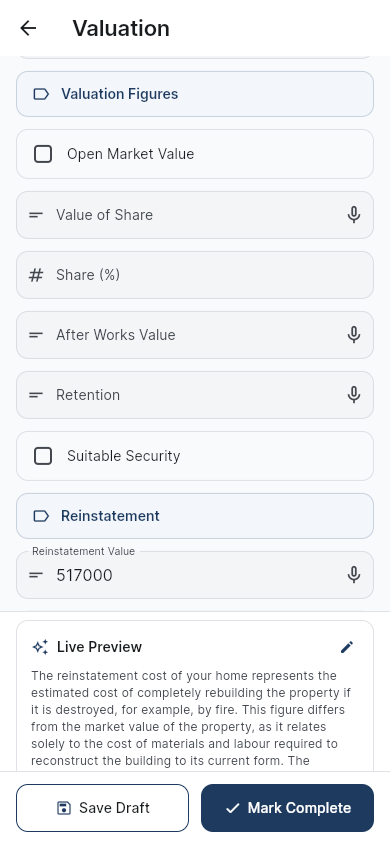 Valuation
Valuation Figures
Open Market Value
Value of Share
# Share (%)
After Works Value
Retention
Suitable Security
Reinstatement
Reinstatement Value
517000
Live Preview
The reinstatement cost of your home represents the
estimated cost of completely rebuilding the property if
it is destroyed, for example, by fire. This figure differs
from the market value of the property, as it relates
solely to the cost of materials and labour required to
reconstruct the building to its current form. The
Save Draft
Mark Complete